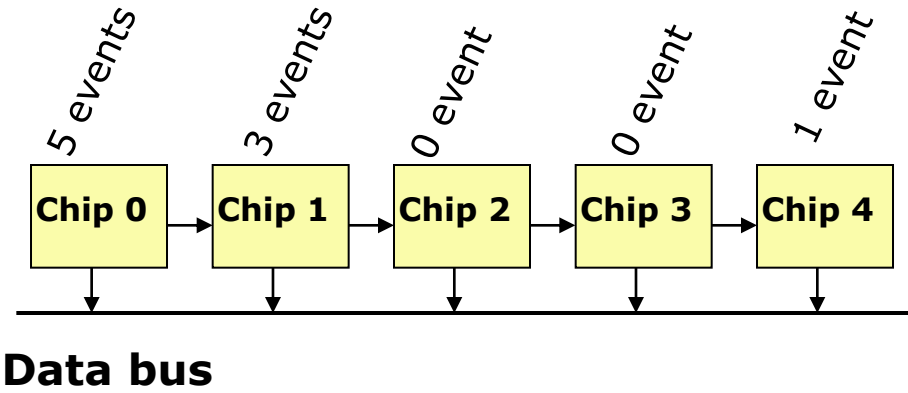 5 events
3 events
0 event
0 event
1 event
Chip 0
Chip 1
Chip 2
Chip 3
Chip 4
Data bus